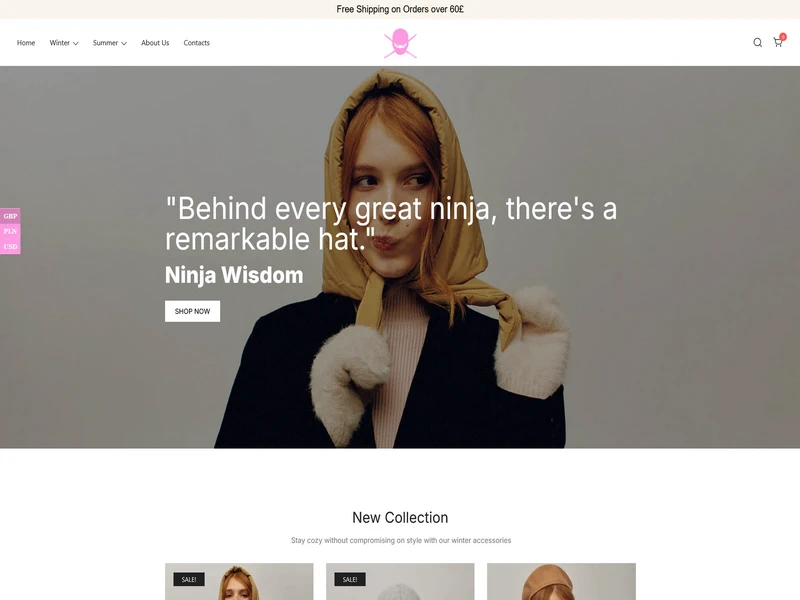 Free Shipping on Orders over 60£
Home
Winter
Summer
About Us
Contacts
GBP
PLN
USD
"Behind every great ninja, there's a
remarkable hat."
Ninja Wisdom
SHOP NOW
New Collection
Stay cozy without compromising on style with our winter accessories
SALE!
SALE!